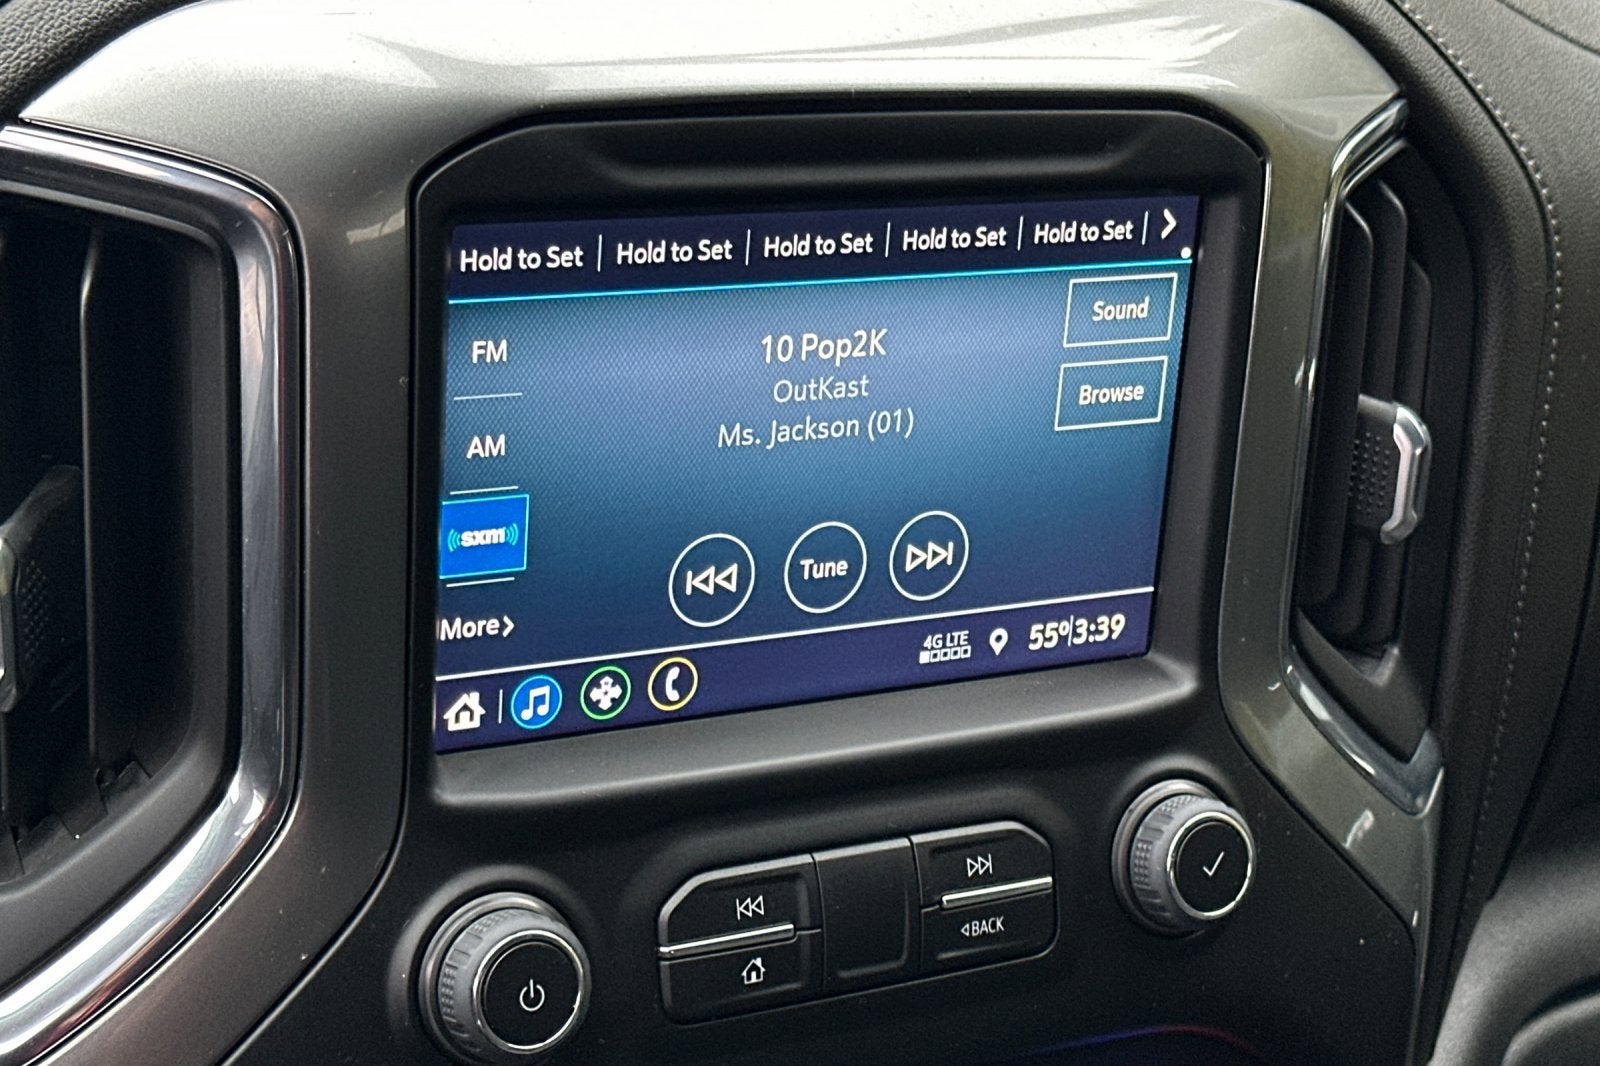 Hold to Set | Hold to Set | Hold to Set | Hold to Set | Hold to Set |
Sound
FM
10 Pop2K
OutKast
Browse
AM
Ms. Jackson (01)
sxm
Tune
More
4G LTE
55°|3:39
BACK